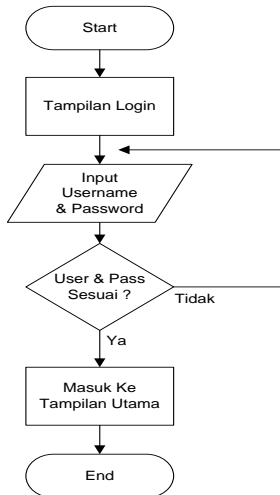 Start
Tampilan Login
Input
Username
& Password
User & Pass
Sesuai ?
Tidak
Ya
Masuk Ke
Tampilan Utama
End